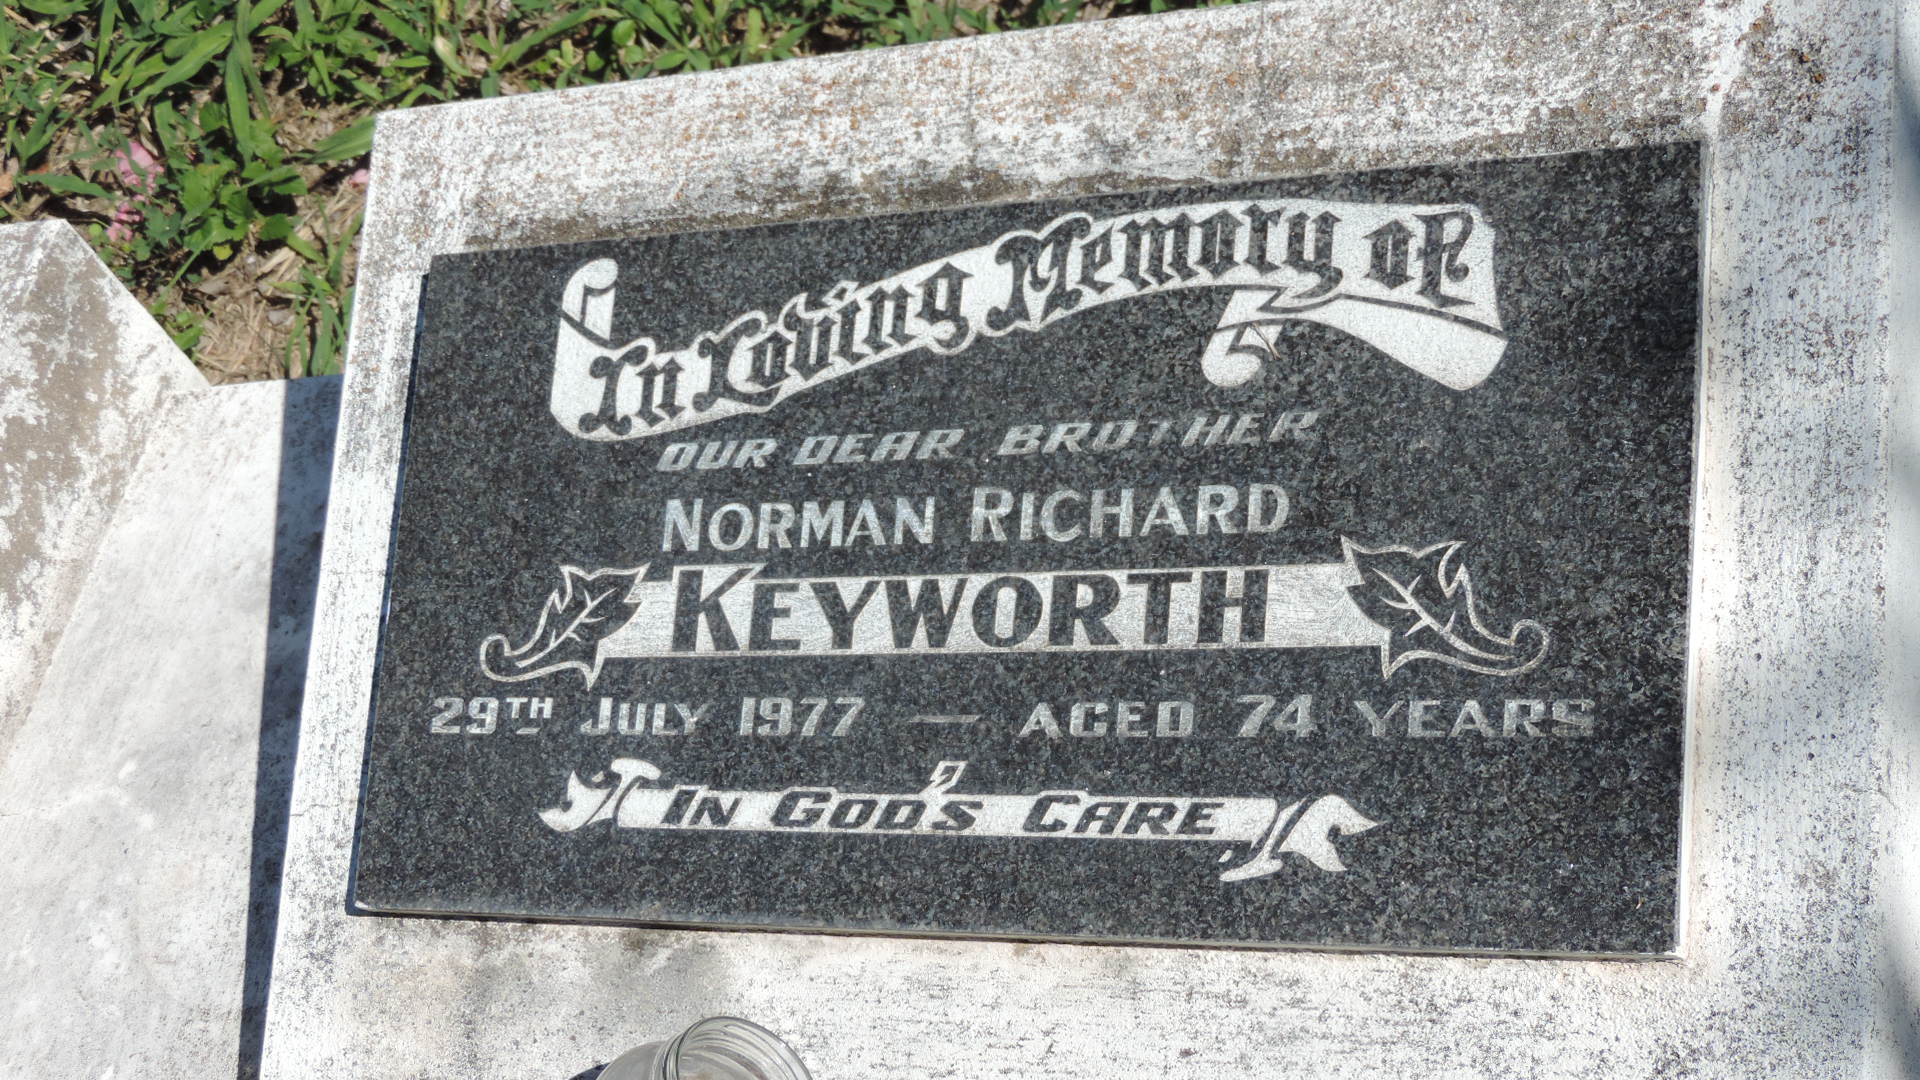 In Loving Memory of
OUR DEAR BROTHER
NORMAN RICHARD
KEYWORTH
29TH JULY 1977 — AGED 74 YEARS
IN GOD'S CARE